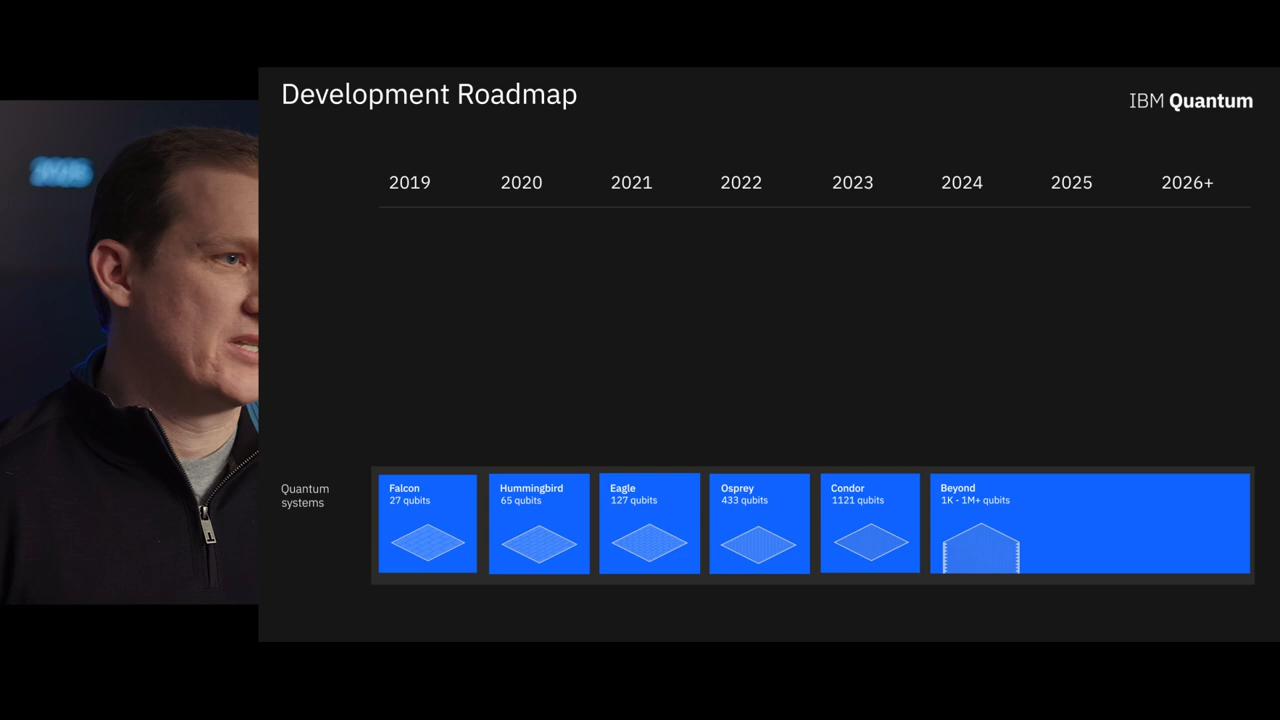 Development Roadmap
IBM Quantum
2019 2020 2021 2022 2023 2024 2025 2026+
Quantum
systems
Falcon
27 qubits
Hummingbird
65 qubits
Eagle
127 qubits
Osprey
433 qubits
Condor
1121 qubits
Beyond
1K - 1M+ qubits